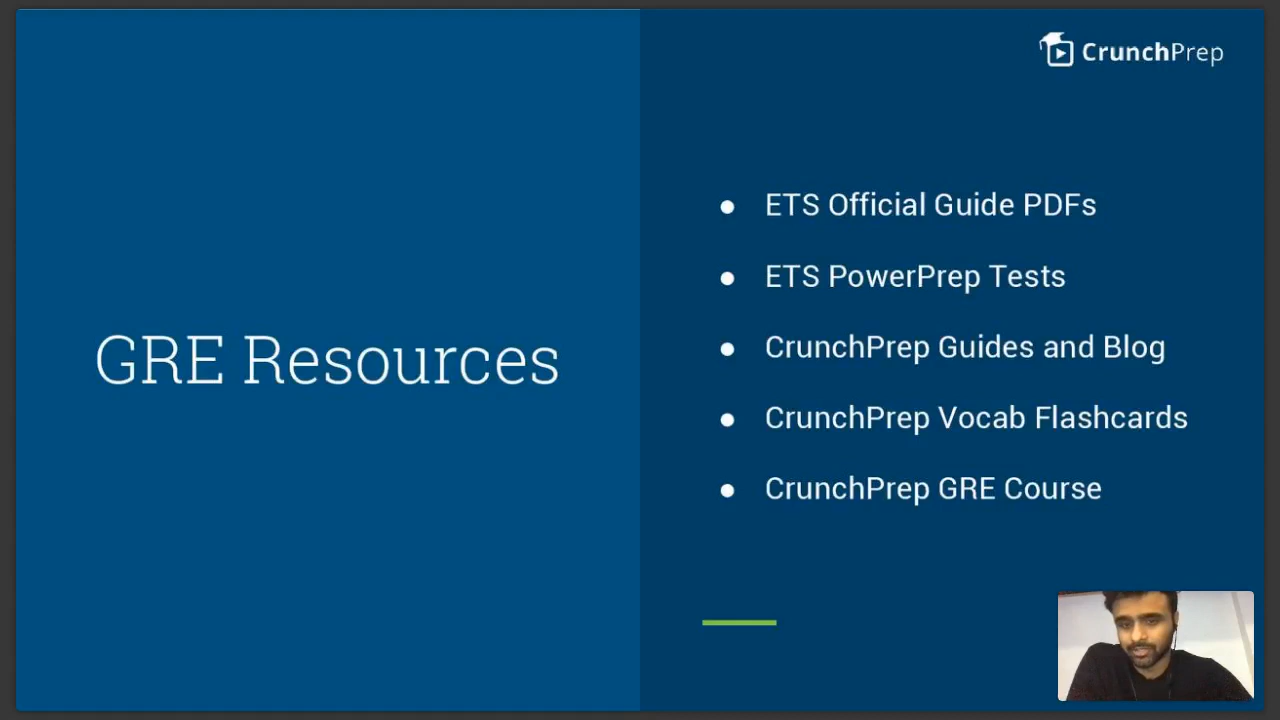 CrunchPrep
GRE Resources
● ETS Official Guide PDFs
● ETS PowerPrep Tests
● CrunchPrep Guides and Blog
● CrunchPrep Vocab Flashcards
● CrunchPrep GRE Course